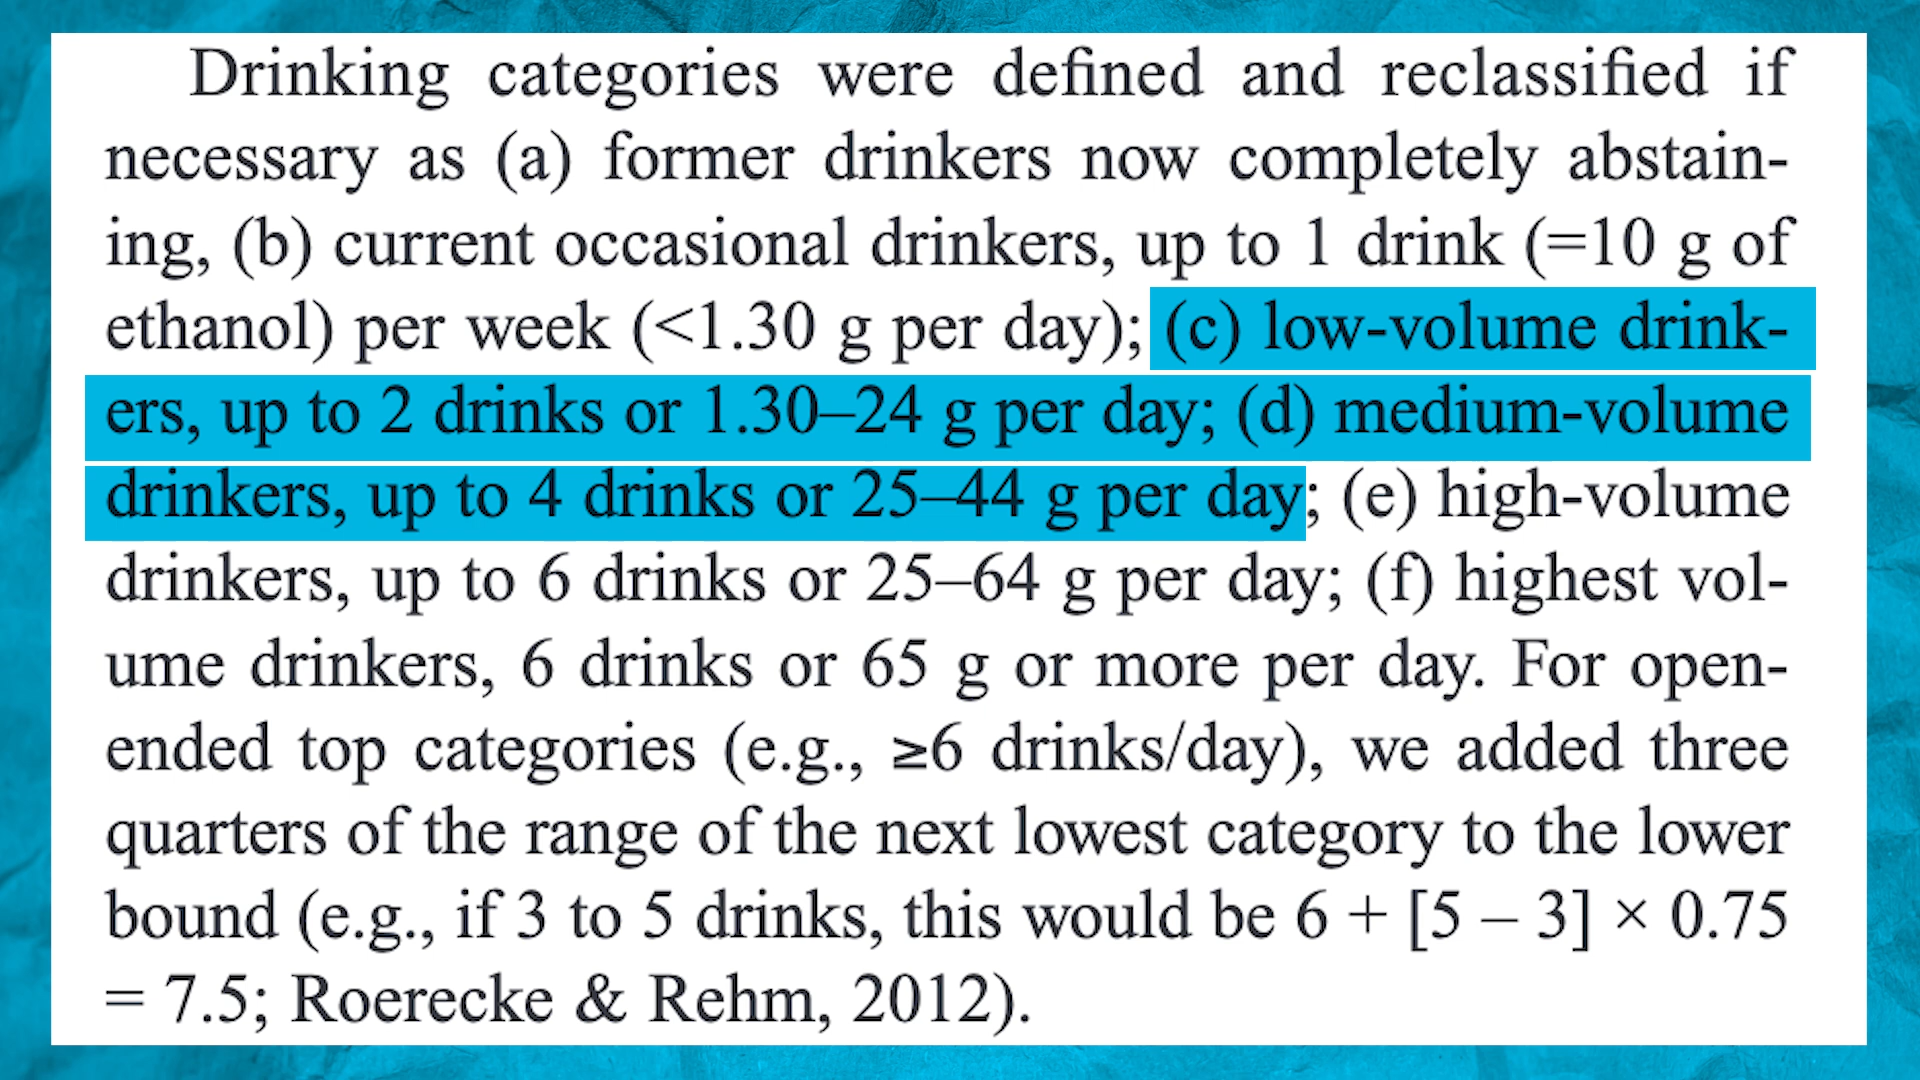 Drinking categories were defined and reclassified if
necessary as (a) former drinkers now completely abstain-
ing, (b) current occasional drinkers, up to 1 drink (=10 g of
ethanol) per week (<1.30 g per day); (c) low-volume drink-
ers, up to 2 drinks or 1.30–24 g per day; (d) medium-volume
drinkers, up to 4 drinks or 25–44 g per day; (e) high-volume
drinkers, up to 6 drinks or 25–64 g per day; (f) highest vol-
ume drinkers, 6 drinks or 65 g or more per day. For open-
ended top categories (e.g., ≥6 drinks/day), we added three
quarters of the range of the next lowest category to the lower
bound (e.g., if 3 to 5 drinks, this would be 6 + [5 – 3] × 0.75
= 7.5; Roerecke & Rehm, 2012).